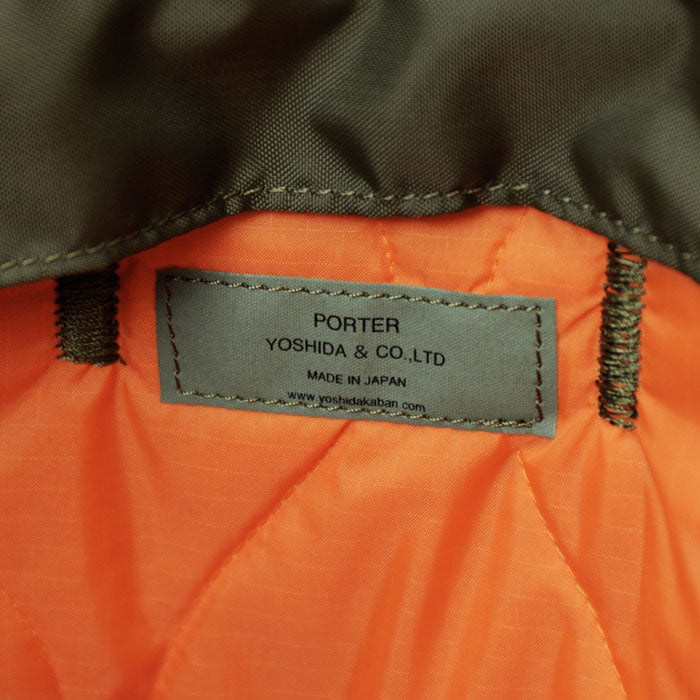 PORTER
YOSHIDA & CO.,LTD
MADE IN JAPAN
www.yoshidakaban.com